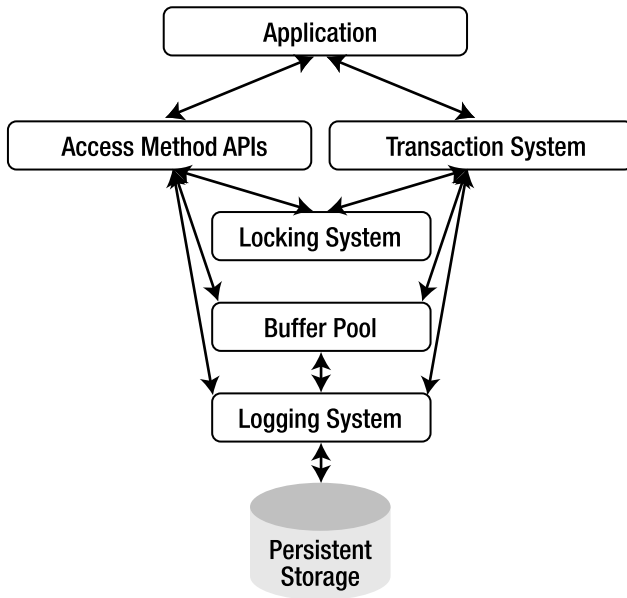 Application
Access Method APIs
Transaction System
Locking System
Buffer Pool
Logging System
Persistent
Storage